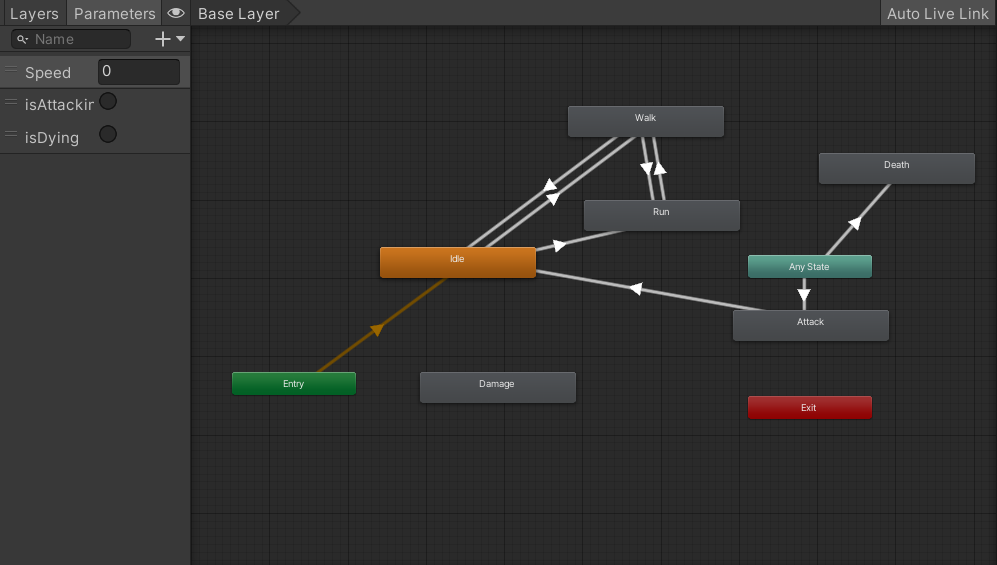 Layers Parameters Base Layer Auto Live Link
Name
Speed 0
isAttackin
isDying
Walk
Death
Run
Idle
Any State
Attack
Entry
Damage
Exit